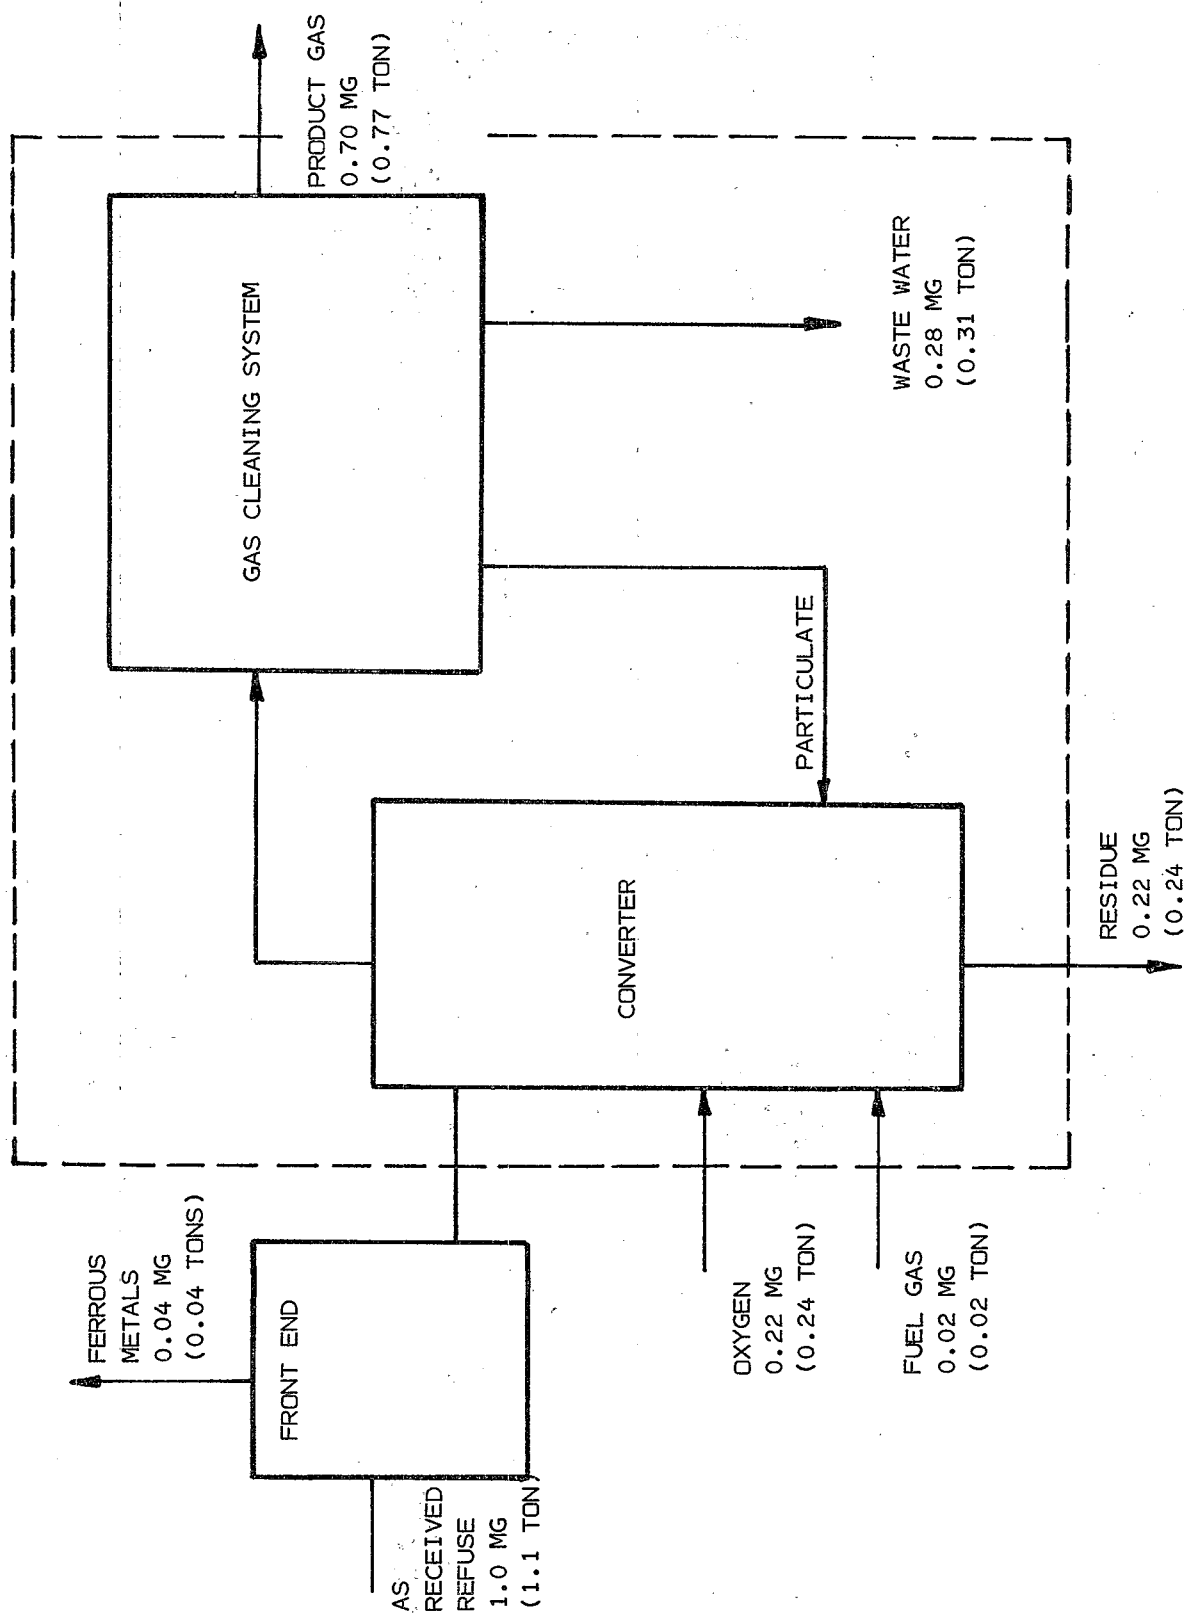 FERROUS
METALS
0.04 MG
(0.04 TONS)
AS
RECEIVED
REFUSE
1.0 MG
(1.1 TON)
FRONT END
OXYGEN
0.22 MG
(0.24 TON)
FUEL GAS
0.02 MG
(0.02 TON)
CONVERTER
RESIDUE
0.22 MG
(0.24 TON)
PARTICULATE
GAS CLEANING SYSTEM
WASTE WATER
0.28 MG
(0.31 TON)
PRODUCT GAS
0.70 MG
(0.77 TON)